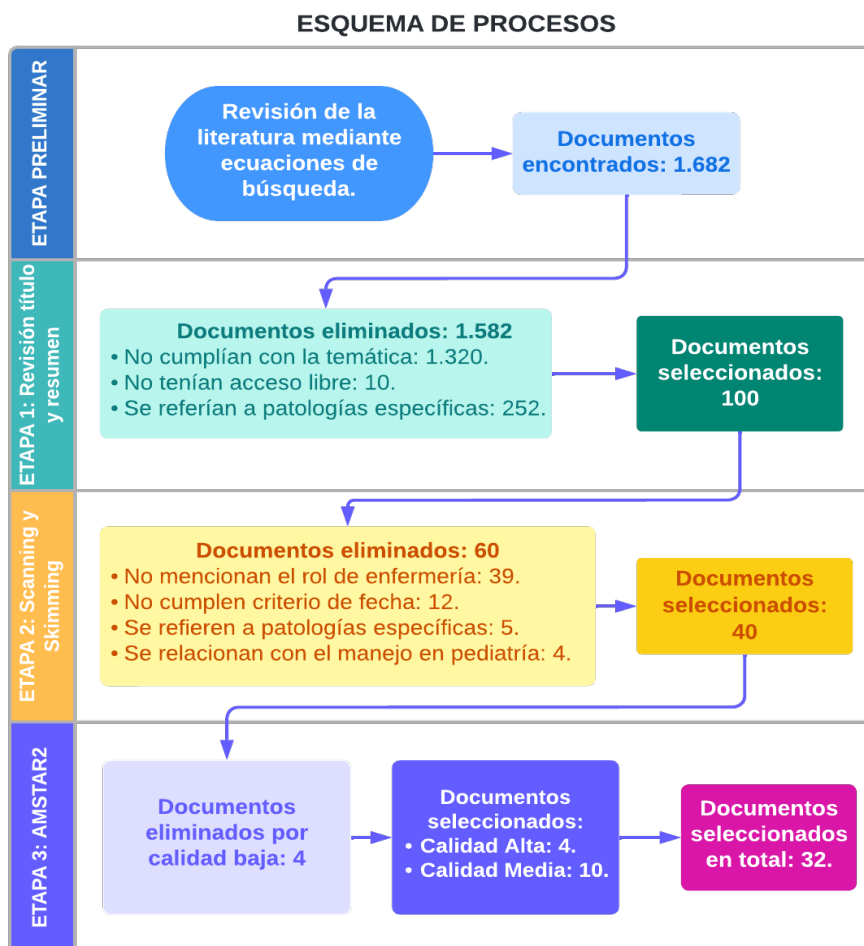 ESQUEMA DE PROCESOS
ETAPA PRELIMINAR
Revisión de la
literatura mediante
ecuaciones de
búsqueda.
Documentos
encontrados: 1.682
ETAPA 1: Revisión título
y resumen
Documentos eliminados: 1.582
• No cumplían con la temática: 1.320.
• No tenían acceso libre: 10.
• Se referían a patologías específicas: 252.
Documentos
seleccionados:
100
ETAPA 2: Scanning y
Skimming
Documentos eliminados: 60
• No mencionan el rol de enfermería: 39.
• No cumplen criterio de fecha: 12.
• Se refieren a patologías específicas: 5.
• Se relacionan con el manejo en pediatría: 4.
Documentos
seleccionados:
40
ETAPA 3: AMSTAR2
Documentos
eliminados por
calidad baja: 4
Documentos
seleccionados:
• Calidad Alta: 4.
• Calidad Media: 10.
Documentos
seleccionados
en total: 32.